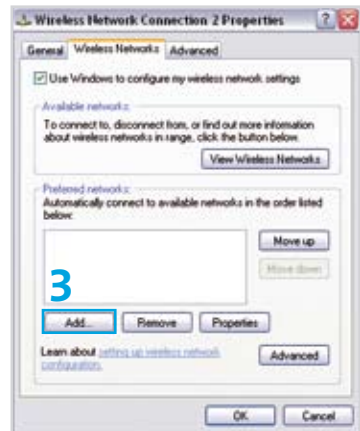 Wireless Network Connection 2 Properties
General Wireless Networks Advanced
Use Windows to configure my wireless network settings
Available networks:
To connect to, disconnect from, or find out more information
about wireless networks in range, click the button below.
View Wireless Networks
Preferred networks:
Automatically connect to available networks in the order listed
below:
Move up
Move down
3
Add... Remove Properties
Learn about setting up wireless network
configuration.
Advanced
OK Cancel